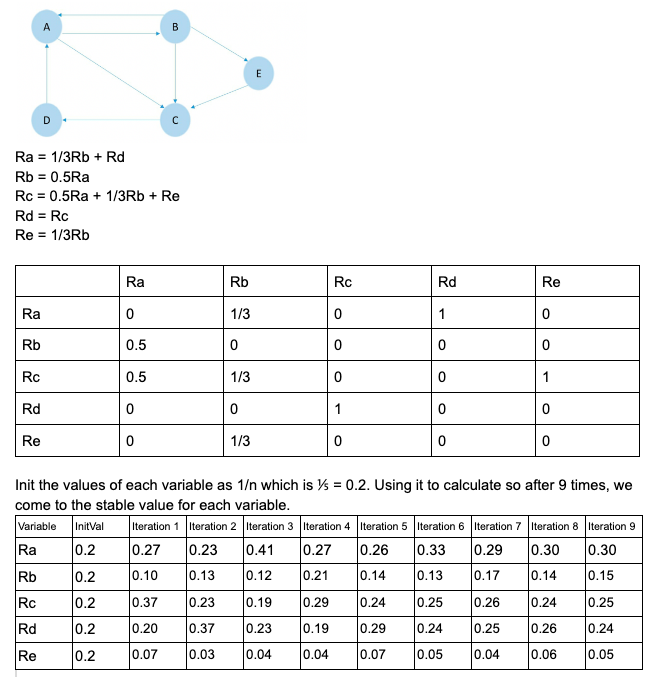 A B
E
D C
Ra = 1/3Rb + Rd
Rb = 0.5Ra
Rc = 0.5Ra + 1/3Rb + Re
Rd = Rc
Re = 1/3Rb
Ra Rb Rc Rd Re
Ra 0 1/3 0 1 0
Rb 0.5 0 0 0 0
Rc 0.5 1/3 0 0 1
Rd 0 0 1 0 0
Re 0 1/3 0 0 0
Init the values of each variable as 1/n which is ⅕ = 0.2. Using it to calculate so after 9 times, we
come to the stable value for each variable.
Variable InitVal Iteration 1 Iteration 2 Iteration 3 Iteration 4 Iteration 5 Iteration 6 Iteration 7 Iteration 8 Iteration 9
Ra 0.2 0.27 0.23 0.41 0.27 0.26 0.33 0.29 0.30 0.30
Rb 0.2 0.10 0.13 0.12 0.21 0.14 0.13 0.17 0.14 0.15
Rc 0.2 0.37 0.23 0.19 0.29 0.24 0.25 0.26 0.24 0.25
Rd 0.2 0.20 0.37 0.23 0.19 0.29 0.24 0.25 0.26 0.24
Re 0.2 0.07 0.03 0.04 0.04 0.07 0.05 0.04 0.06 0.05